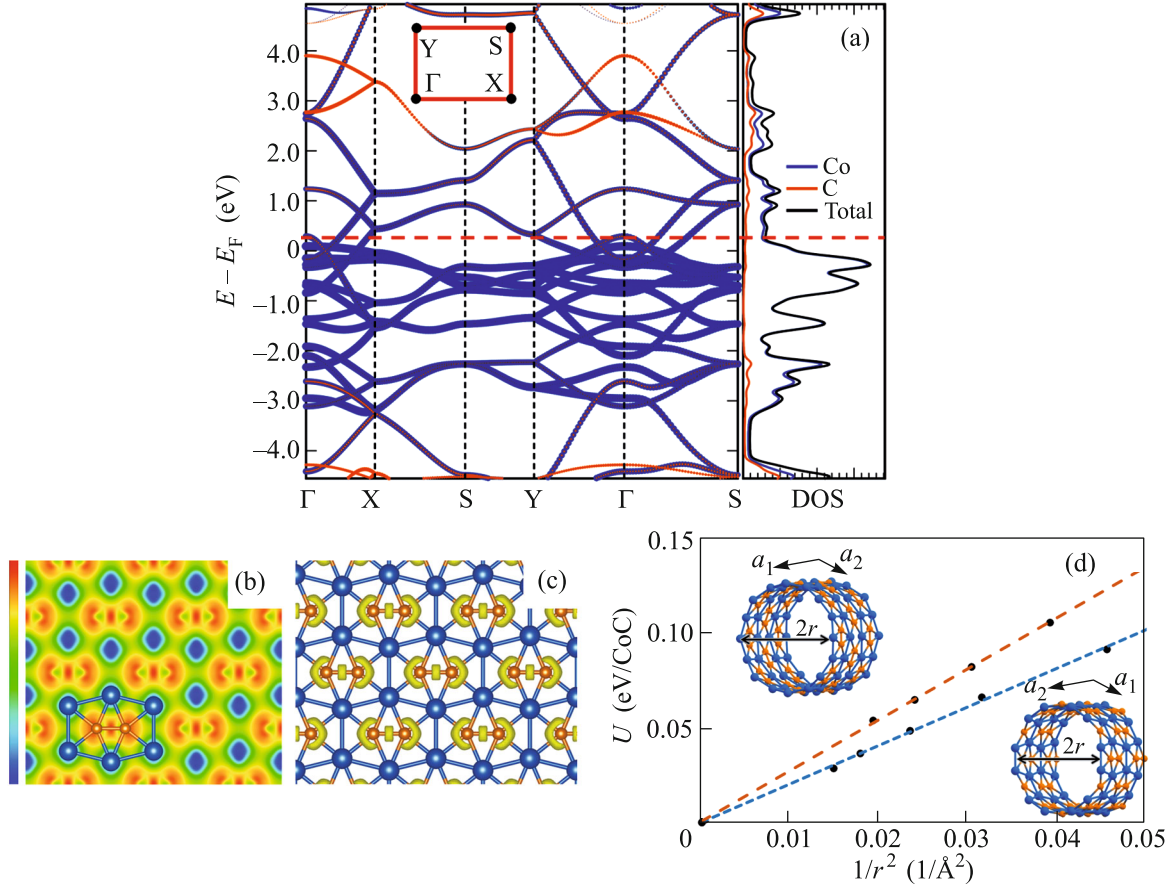 (a)
Y S
Γ X
4.0
3.0
2.0
1.0
0
–1.0
–2.0
–3.0
–4.0
E – E_F (eV)
Co
C
Total
Γ X S Y Γ S DOS
(b)
(c)
(d)
0.15
0.10
0.05
0
U (eV/CoC)
a₁ a₂
2r
a₂ a₁
2r
0.01 0.02 0.03 0.04 0.05
1/r² (1/Å²)